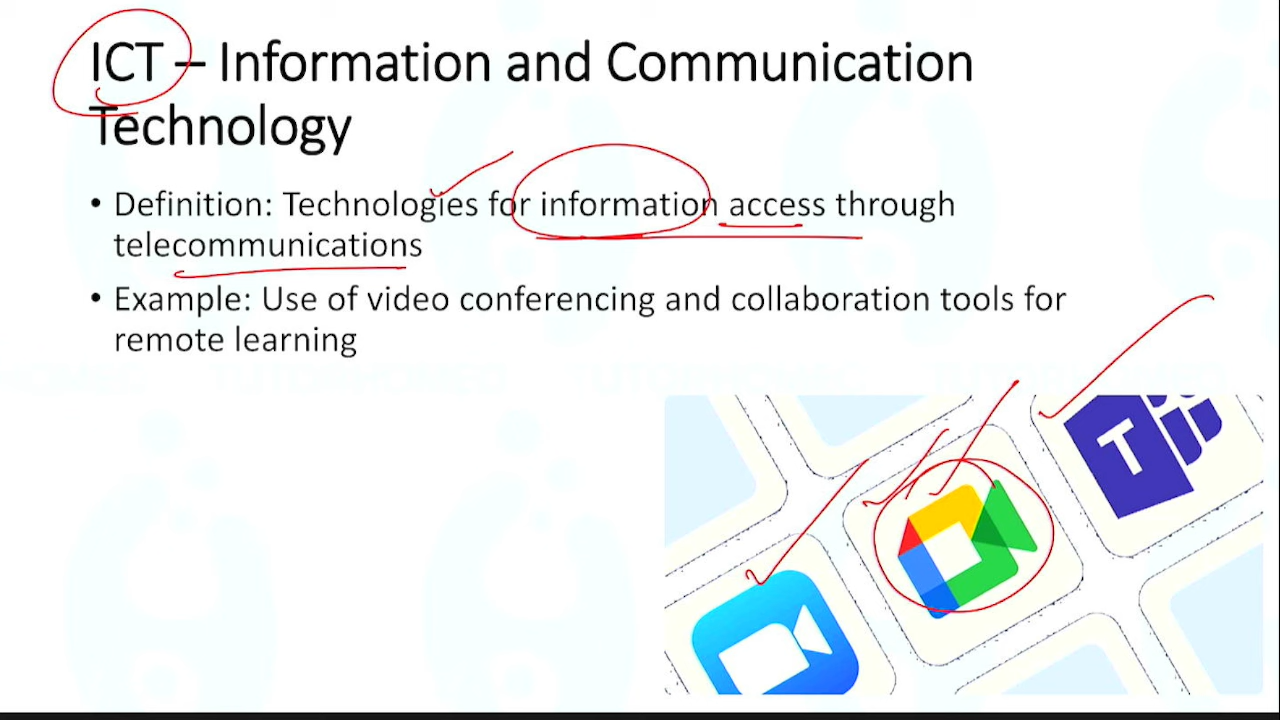 ICT – Information and Communication
Technology
• Definition: Technologies for information access through
telecommunications
• Example: Use of video conferencing and collaboration tools for
remote learning
T